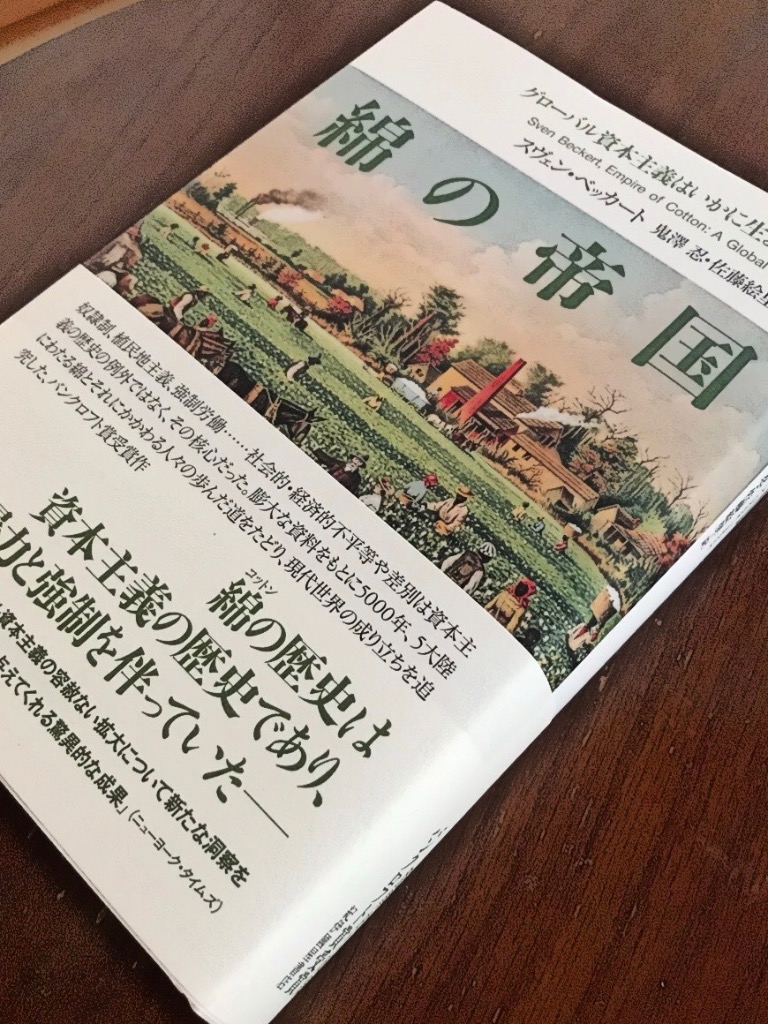 グローバル資本主義はいかに生ま
Sven Beckert, Empire of Cotton: A Global
スヴェン・ベッカート 鬼澤 忍・佐藤絵里
綿の帝国
奴隷制、植民地主義、強制労働……社会的・経済的不平等や差別は資本主
義の歴史の例外ではなく、その核心だった。膨大な資料をもとに5000年、5大陸
にわたる綿とそれにかかわる人々の歩んだ道をたどり、現代世界の成り立ちを追
究した、バンクロフト賞受賞作
コットン
綿の歴史は
資本主義の歴史であり、
暴力と強制を伴っていた──
資本主義の容赦ない拡大について新たな洞察を
与えてくれる驚異的な成果」(ニューヨーク・タイムズ)